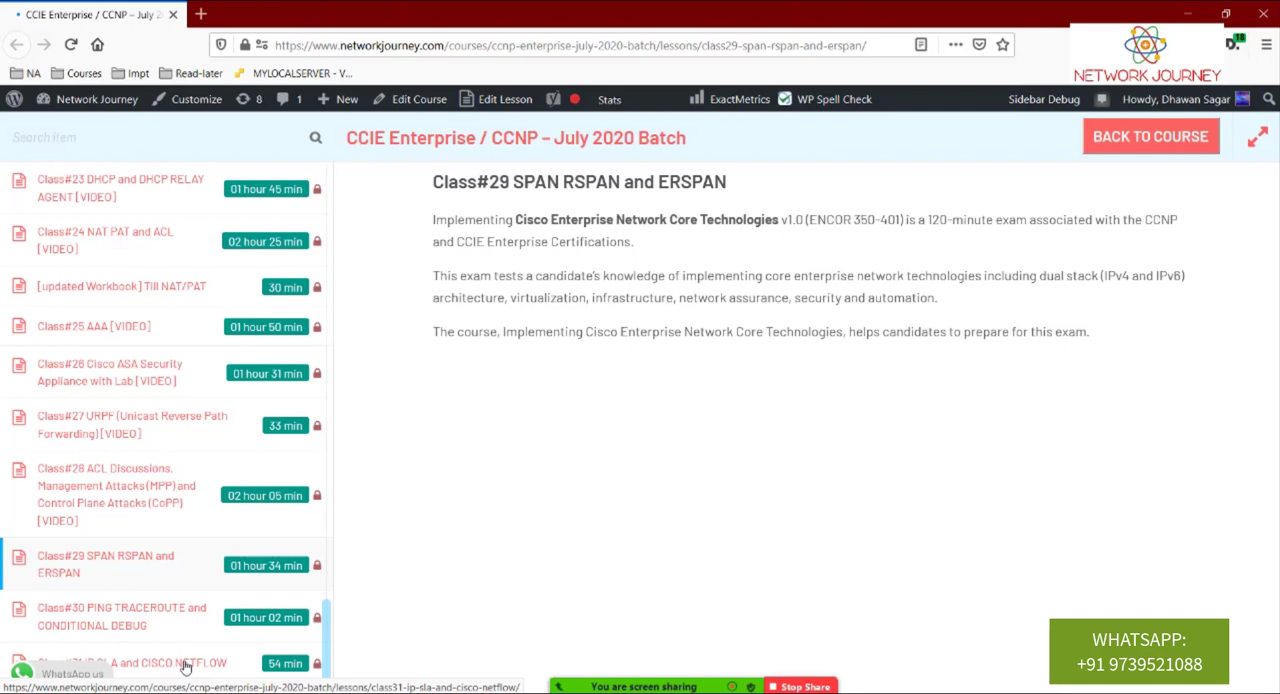 CCIE Enterprise / CCNP – July 2
https://www.networkjourney.com/courses/ccnp-enterprise-july-2020-batch/lessons/class29-span-rspan-and-erspan/
18
NETWORK JOURNEY
NA Courses Impt Read-later MYLOCALSERVER - V...
Network Journey Customize 8 1 New Edit Course Edit Lesson Stats ExactMetrics WP Spell Check Sidebar Debug Howdy, Dhawan Sagar
Search item
CCIE Enterprise / CCNP – July 2020 Batch
BACK TO COURSE
Class#23 DHCP and DHCP RELAY
AGENT [VIDEO]
01 hour 45 min
Class#24 NAT PAT and ACL
[VIDEO]
02 hour 25 min
[updated Workbook] Till NAT/PAT
30 min
Class#25 AAA [VIDEO]
01 hour 50 min
Class#26 Cisco ASA Security
Appliance with Lab [VIDEO]
01 hour 31 min
Class#27 URPF (Unicast Reverse Path
Forwarding) [VIDEO]
33 min
Class#28 ACL Discussions,
Management Attacks (MPP) and
Control Plane Attacks (CoPP)
[VIDEO]
02 hour 05 min
Class#29 SPAN RSPAN and
ERSPAN
01 hour 34 min
Class#30 PING TRACEROUTE and
CONDITIONAL DEBUG
01 hour 02 min
and CISCO NETFLOW
54 min
WhatsApp us
https://www.networkjourney.com/courses/ccnp-enterprise-july-2020-batch/lessons/class31-ip-sla-and-cisco-netflow/
Class#29 SPAN RSPAN and ERSPAN
Implementing Cisco Enterprise Network Core Technologies v1.0 (ENCOR 350-401) is a 120-minute exam associated with the CCNP
and CCIE Enterprise Certifications.
This exam tests a candidate's knowledge of implementing core enterprise network technologies including dual stack (IPv4 and IPv6)
architecture, virtualization, infrastructure, network assurance, security and automation.
The course, Implementing Cisco Enterprise Network Core Technologies, helps candidates to prepare for this exam.
WHATSAPP:
+91 9739521088
You are screen sharing
Stop Share